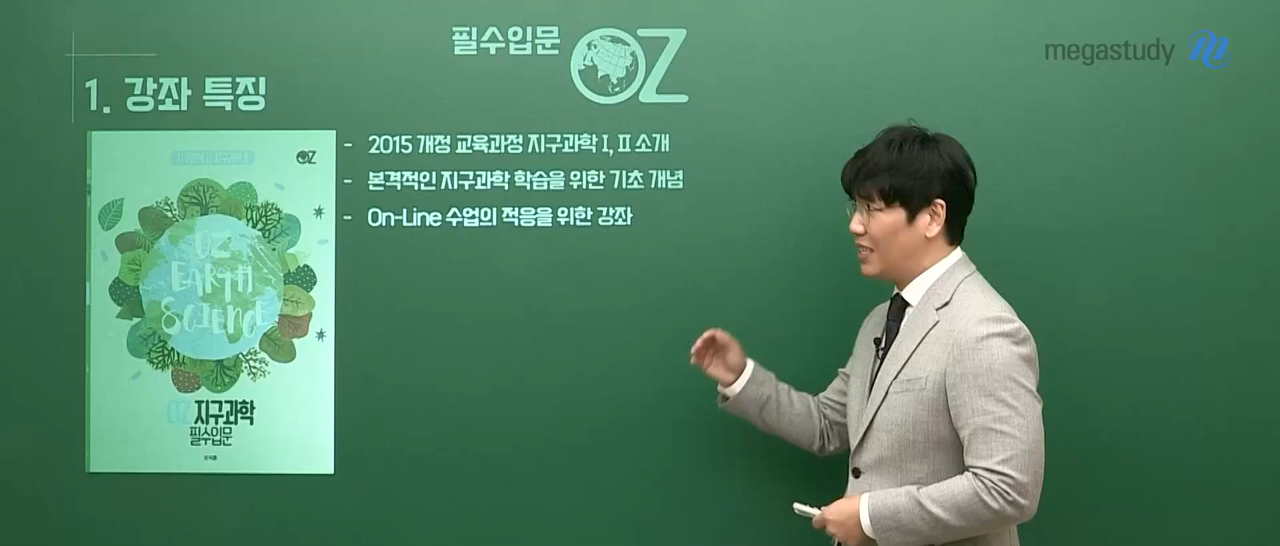 필수입문 OZ
megastudy
1. 강좌 특징
- 2015 개정 교육과정 지구과학 I, II 소개
- 본격적인 지구과학 학습을 위한 기초 개념
- On-Line 수업의 적응을 위한 강좌
OZ
OZ
EARTH
SCIENCE
OZ 지구과학
필수입문